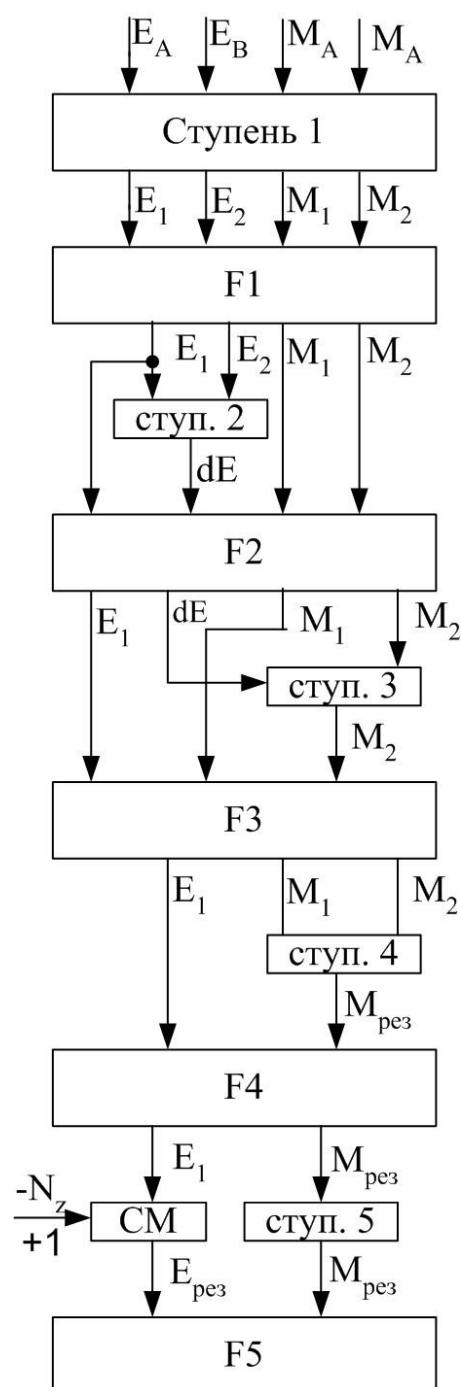 E_A E_B M_A M_A
Ступень 1
E_1 E_2 M_1 M_2
F1
E_1 E_2 M_1 M_2
ступ. 2
dE
F2
E_1 dE M_1 M_2
ступ. 3
M_2
F3
E_1 M_1 M_2
ступ. 4
M_рез
F4
E_1 M_рез
-N_z
+1
СМ ступ. 5
E_рез M_рез
F5